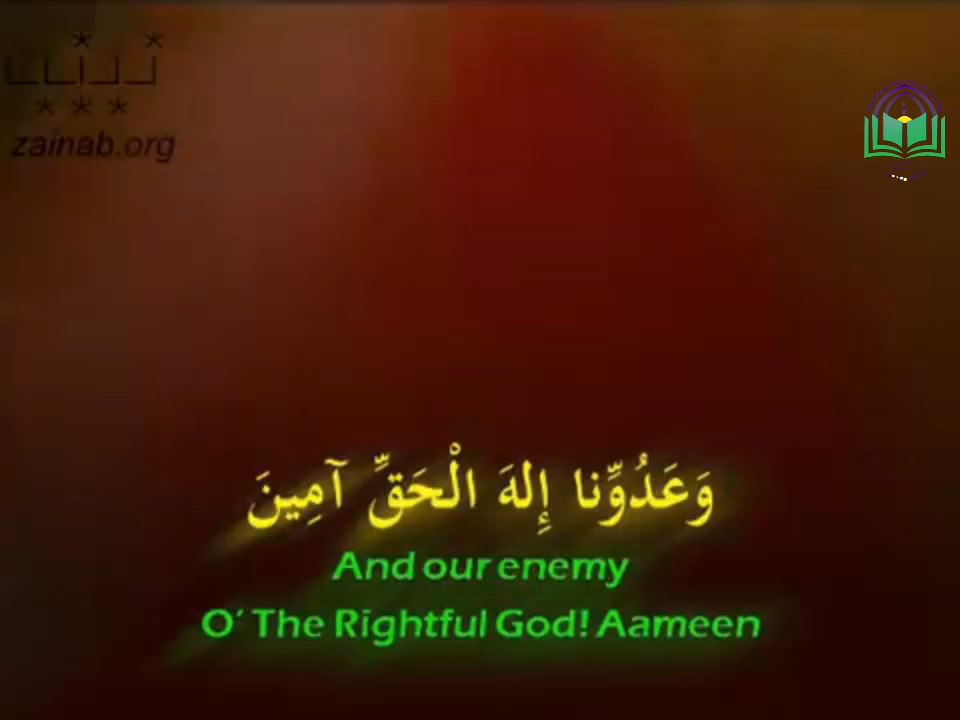 zainab.org
وَعَدُوِّنا إِلهَ الْحَقِّ آمِينَ
And our enemy
O' The Rightful God! Aameen